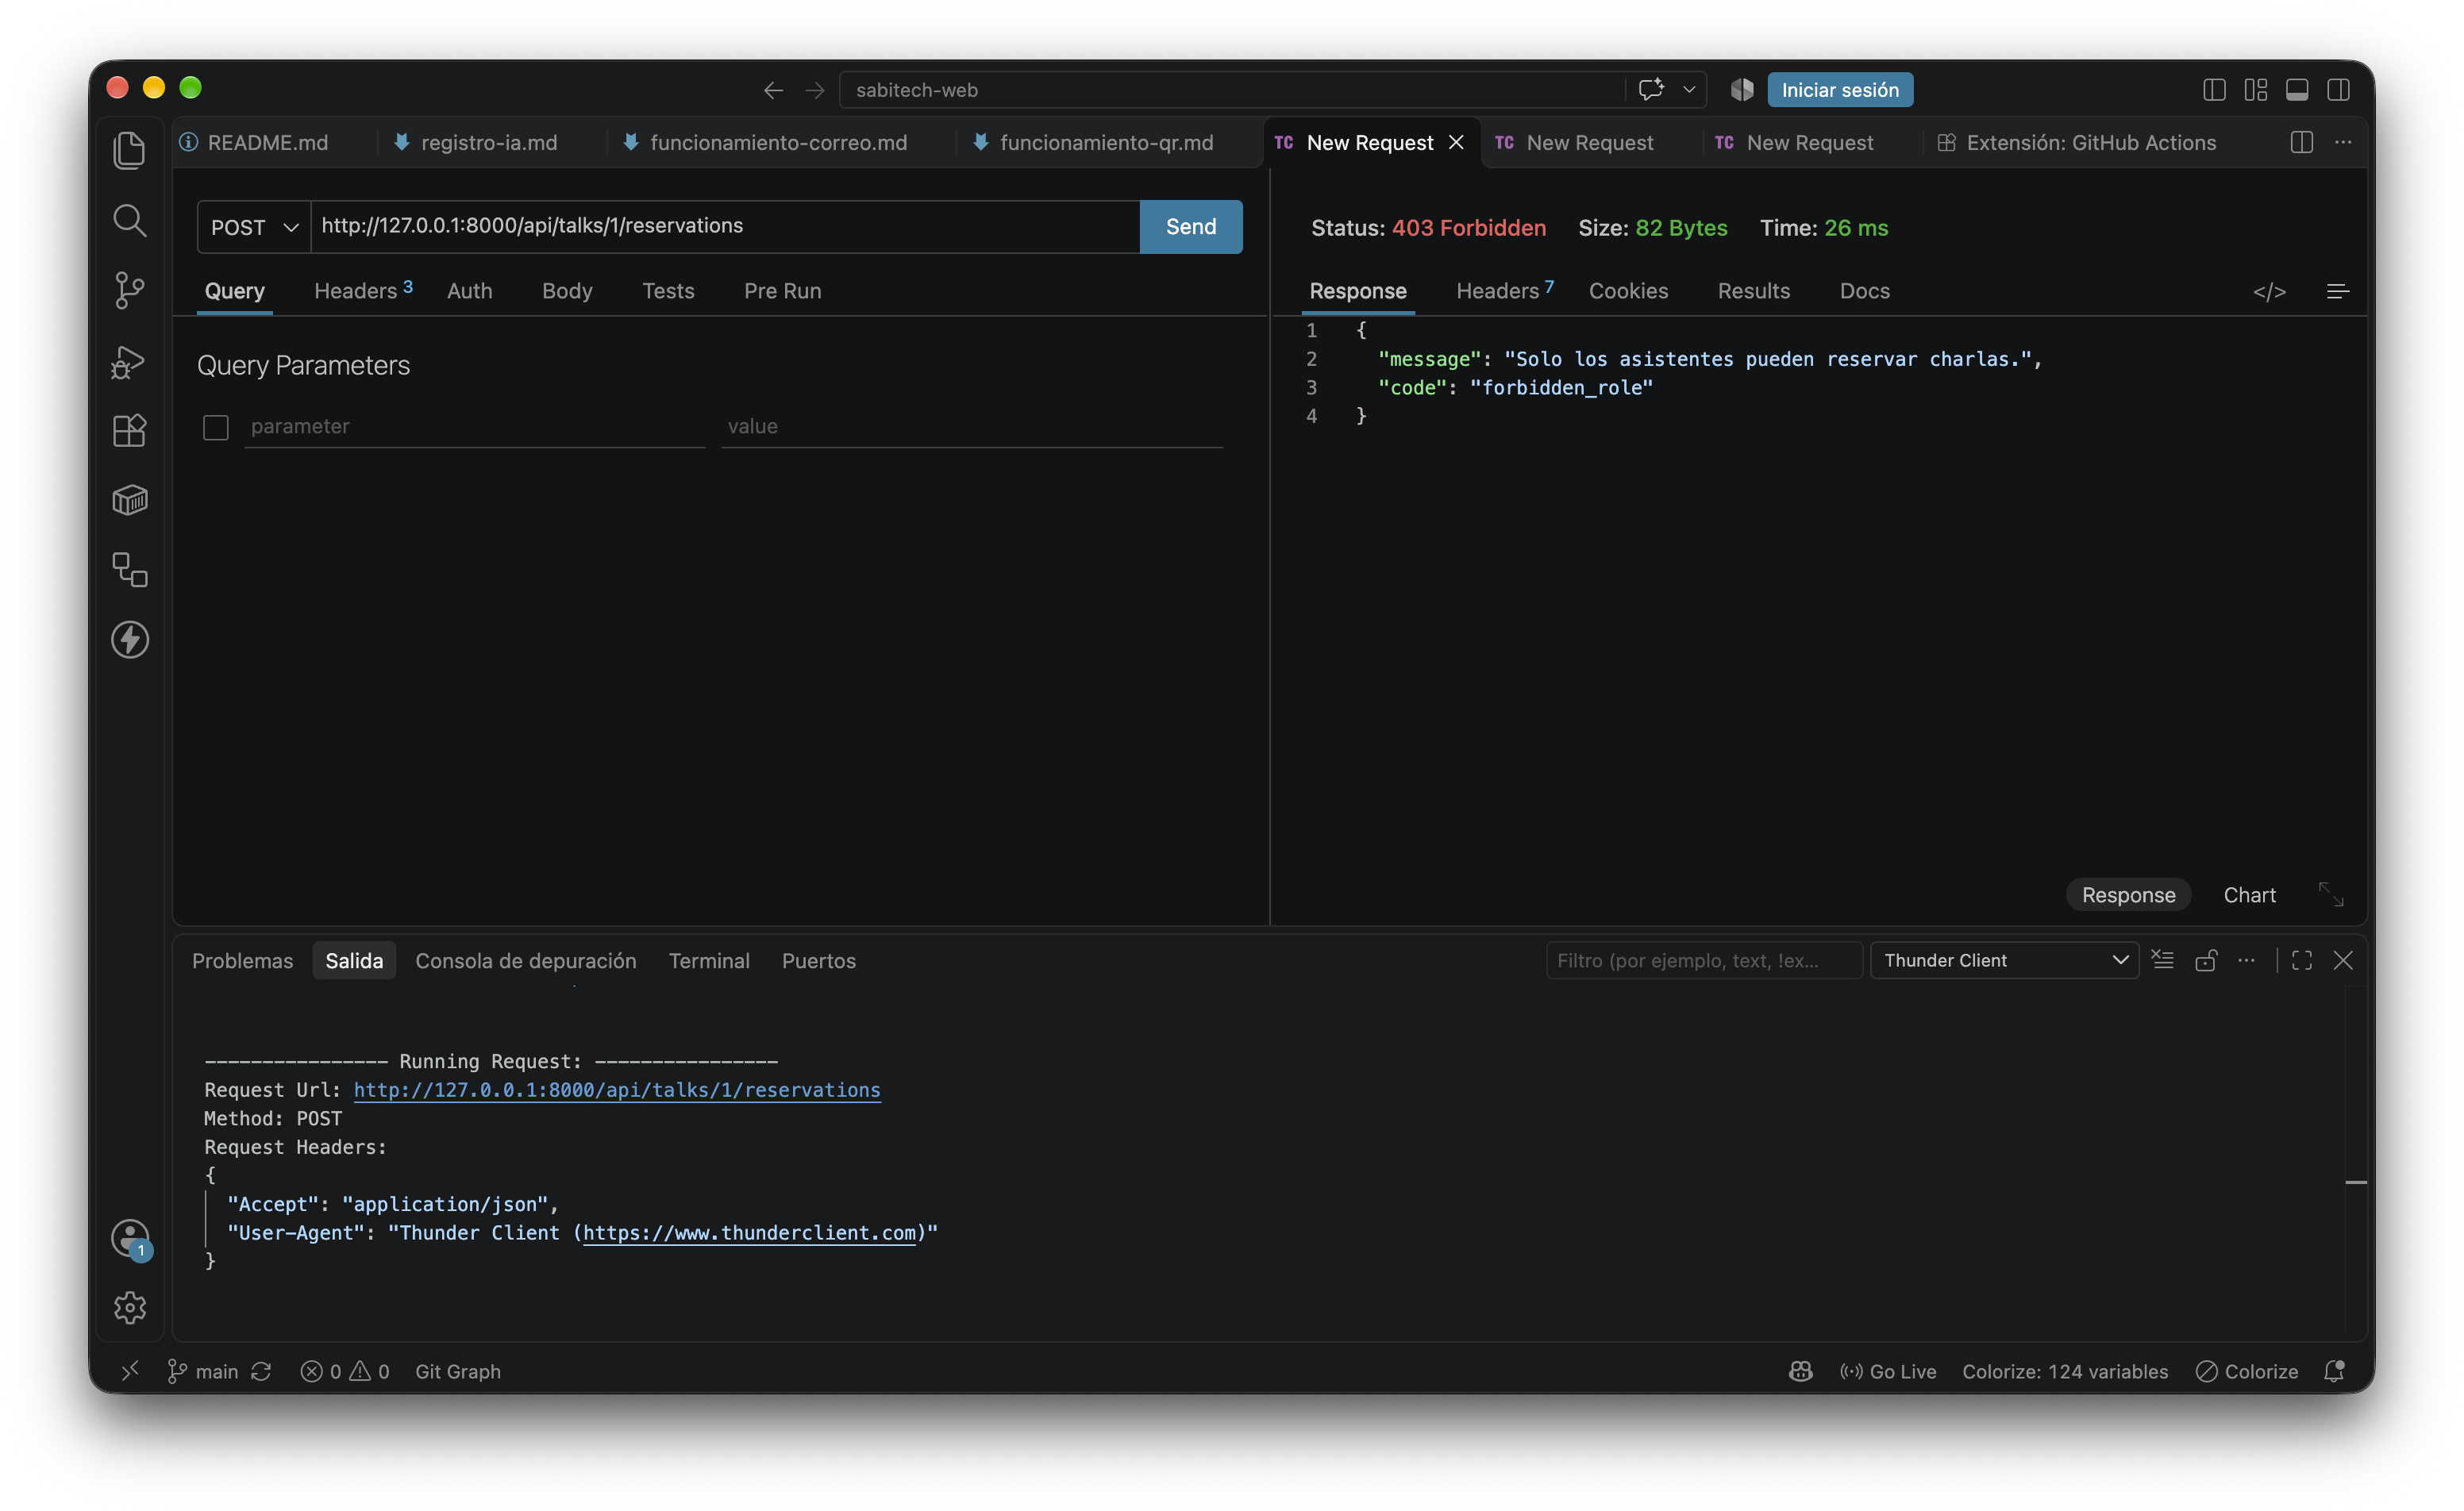 sabitech-web
Iniciar sesión
README.md
registro-ia.md
funcionamiento-correo.md
funcionamiento-qr.md
TC New Request
TC New Request
TC New Request
Extensión: GitHub Actions
POST
http://127.0.0.1:8000/api/talks/1/reservations
Send
Query
Headers 3
Auth
Body
Tests
Pre Run
Query Parameters
parameter
value
Status: 403 Forbidden
Size: 82 Bytes
Time: 26 ms
Response
Headers 7
Cookies
Results
Docs
</>
1 {
2 "message": "Solo los asistentes pueden reservar charlas.",
3 "code": "forbidden_role"
4 }
Response
Chart
Problemas
Salida
Consola de depuración
Terminal
Puertos
Filtro (por ejemplo, text, !ex...
Thunder Client
---------------- Running Request: ----------------
Request Url: http://127.0.0.1:8000/api/talks/1/reservations
Method: POST
Request Headers:
{
"Accept": "application/json",
"User-Agent": "Thunder Client (https://www.thunderclient.com)"
}
1
main
0
0
Git Graph
Go Live
Colorize: 124 variables
Colorize